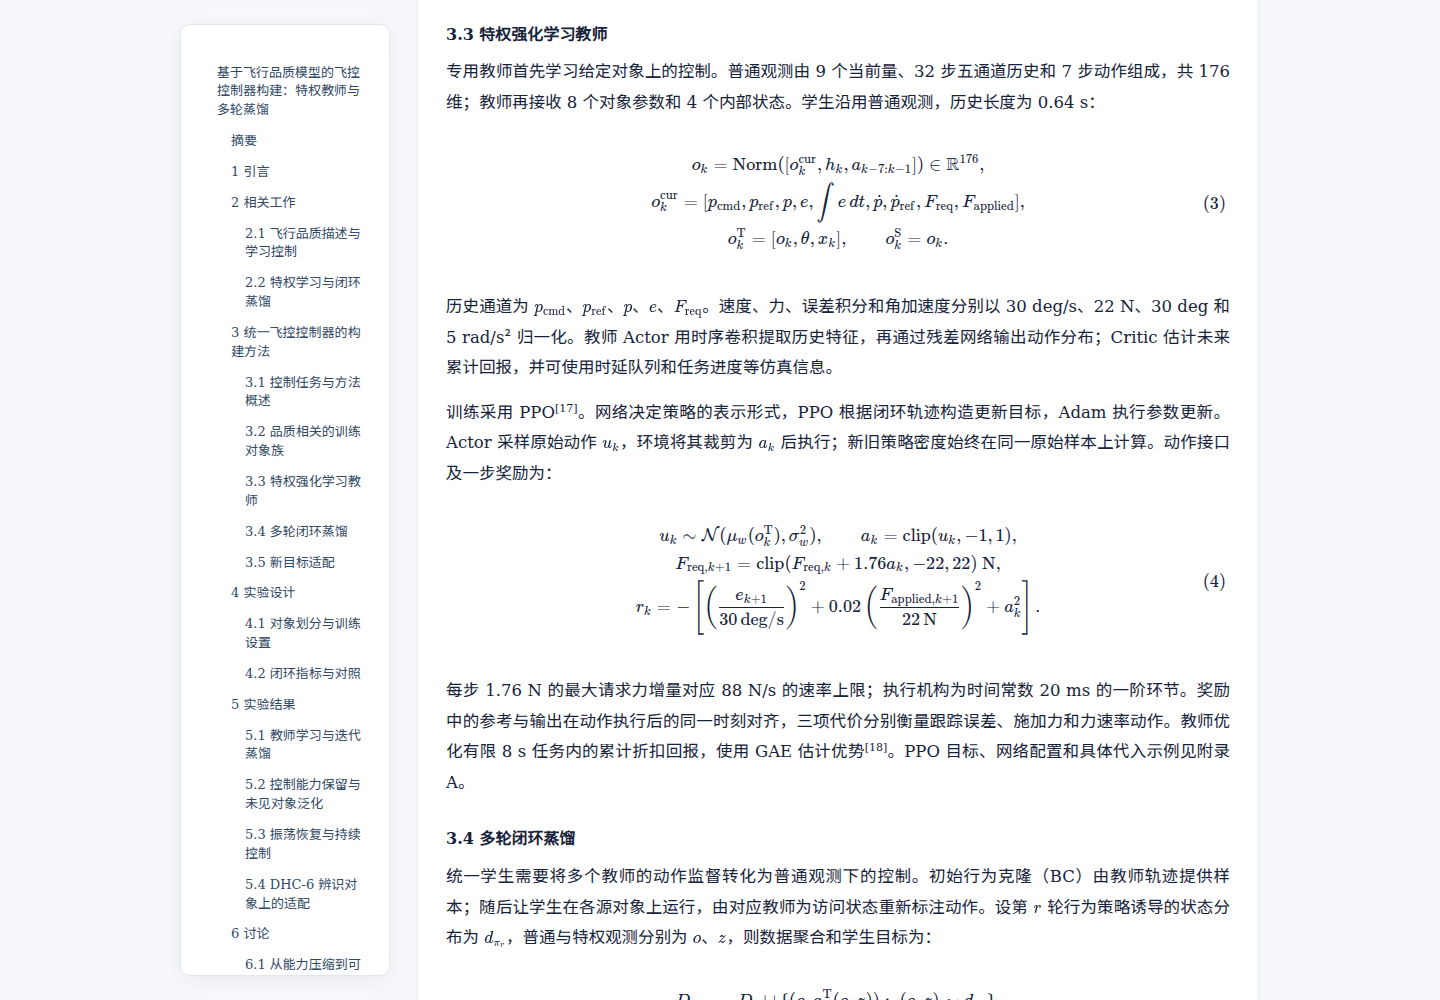 基于飞行品质模型的飞控
控制器构建：特权教师与
多轮蒸馏
摘要
1 引言
2 相关工作
2.1 飞行品质描述与
学习控制
2.2 特权学习与闭环
蒸馏
3 统一飞控控制器的构
建方法
3.1 控制任务与方法
概述
3.2 品质相关的训练
对象族
3.3 特权强化学习教
师
3.4 多轮闭环蒸馏
3.5 新目标适配
4 实验设计
4.1 对象划分与训练
设置
4.2 闭环指标与对照
5 实验结果
5.1 教师学习与迭代
蒸馏
5.2 控制能力保留与
未见对象泛化
5.3 振荡恢复与持续
控制
5.4 DHC-6 辨识对
象上的适配
6 讨论
6.1 从能力压缩到可
3.3 特权强化学习教师
专用教师首先学习给定对象上的控制。普通观测由 9 个当前量、32 步五通道历史和 7 步动作组成，共 176
维；教师再接收 8 个对象参数和 4 个内部状态。学生沿用普通观测，历史长度为 0.64 s：
o_k = Norm([o_k^cur, h_k, a_{k−7:k−1}]) ∈ ℝ^176,
o_k^cur = [p_cmd, p_ref, p, e, ∫ e dt, ṗ, ṗ_ref, F_req, F_applied], (3)
o_k^T = [o_k, θ, x_k], o_k^S = o_k.
历史通道为 p_cmd、p_ref、p、e、F_req。速度、力、误差积分和角加速度分别以 30 deg/s、22 N、30 deg 和
5 rad/s² 归一化。教师 Actor 用时序卷积提取历史特征，再通过残差网络输出动作分布；Critic 估计未来
累计回报，并可使用时延队列和任务进度等仿真信息。
训练采用 PPO[17]。网络决定策略的表示形式，PPO 根据闭环轨迹构造更新目标，Adam 执行参数更新。
Actor 采样原始动作 u_k，环境将其裁剪为 a_k 后执行；新旧策略密度始终在同一原始样本上计算。动作接口
及一步奖励为：
u_k ∼ 𝒩(μ_w(o_k^T), σ_w^2), a_k = clip(u_k, −1, 1),
F_{req,k+1} = clip(F_{req,k} + 1.76a_k, −22, 22) N, (4)
r_k = − [(e_{k+1} / 30 deg/s)^2 + 0.02 (F_{applied,k+1} / 22 N)^2 + a_k^2].
每步 1.76 N 的最大请求力增量对应 88 N/s 的速率上限；执行机构为时间常数 20 ms 的一阶环节。奖励
中的参考与输出在动作执行后的同一时刻对齐，三项代价分别衡量跟踪误差、施加力和力速率动作。教师优
化有限 8 s 任务内的累计折扣回报，使用 GAE 估计优势[18]。PPO 目标、网络配置和具体代入示例见附录
A。
3.4 多轮闭环蒸馏
统一学生需要将多个教师的动作监督转化为普通观测下的控制。初始行为克隆（BC）由教师轨迹提供样
本；随后让学生在各源对象上运行，由对应教师为访问状态重新标注动作。设第 r 轮行为策略诱导的状态分
布为 d_{π_r}，普通与特权观测分别为 o、z，则数据聚合和学生目标为：